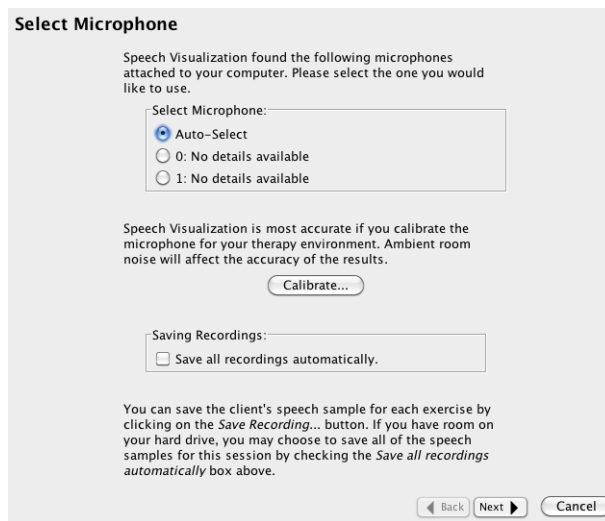 Select Microphone
Speech Visualization found the following microphones
attached to your computer. Please select the one you would
like to use.
Select Microphone:
Auto-Select
0: No details available
1: No details available
Speech Visualization is most accurate if you calibrate the
microphone for your therapy environment. Ambient room
noise will affect the accuracy of the results.
Calibrate...
Saving Recordings:
Save all recordings automatically.
You can save the client's speech sample for each exercise by
clicking on the Save Recording... button. If you have room on
your hard drive, you may choose to save all of the speech
samples for this session by checking the Save all recordings
automatically box above.
Back Next Cancel